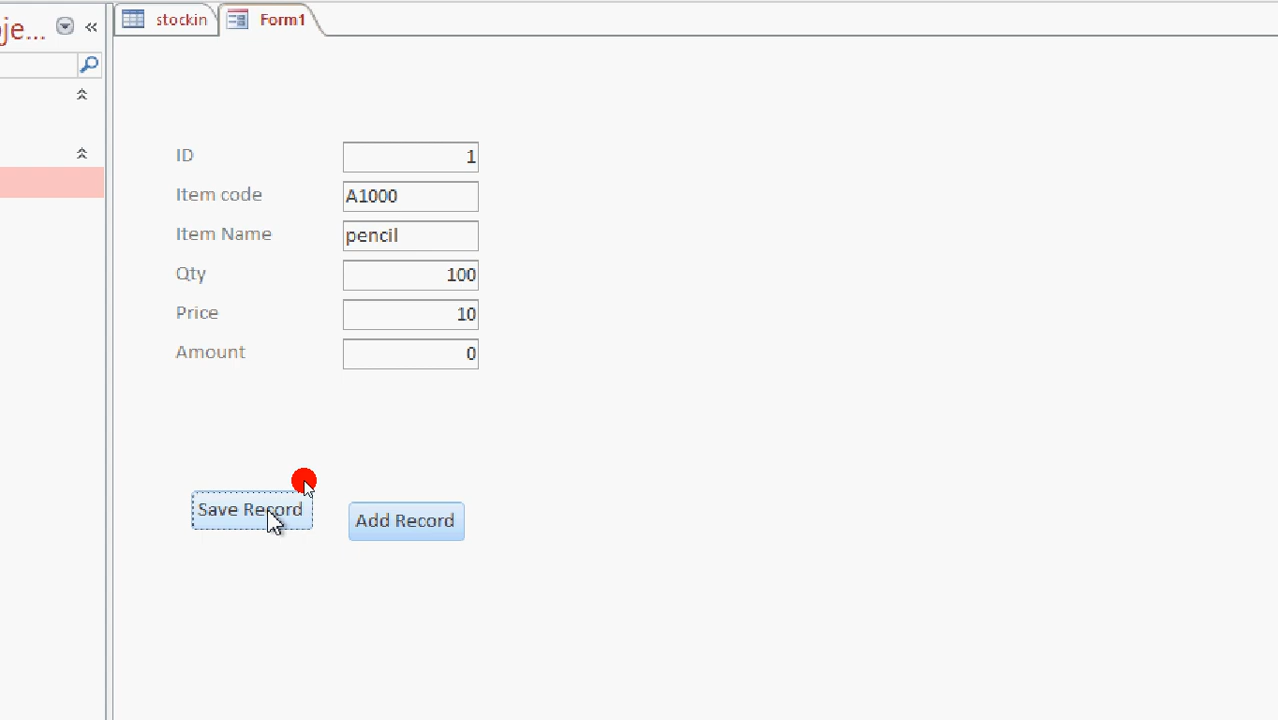 je...
stockin
Form1
ID 1
Item code A1000
Item Name pencil
Qty 100
Price 10
Amount 0
Save Record
Add Record